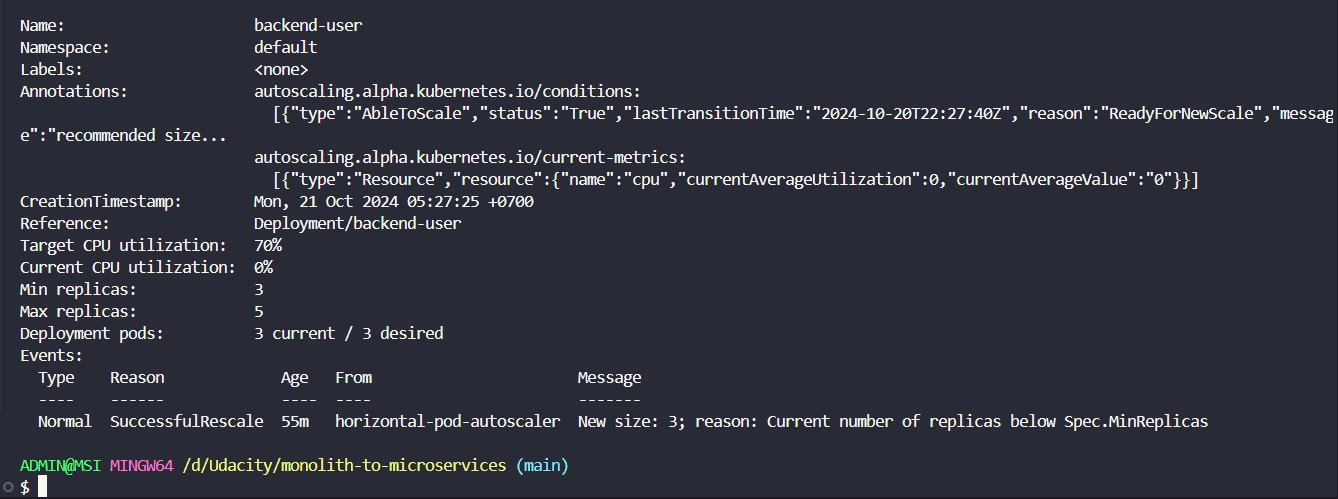 Name:                     backend-user
Namespace:                default
Labels:                   <none>
Annotations:              autoscaling.alpha.kubernetes.io/conditions:
                            [{"type":"AbleToScale","status":"True","lastTransitionTime":"2024-10-20T22:27:40Z","reason":"ReadyForNewScale","messag
e":"recommended size...
                          autoscaling.alpha.kubernetes.io/current-metrics:
                            [{"type":"Resource","resource":{"name":"cpu","currentAverageUtilization":0,"currentAverageValue":"0"}}]
CreationTimestamp:        Mon, 21 Oct 2024 05:27:25 +0700
Reference:                Deployment/backend-user
Target CPU utilization:   70%
Current CPU utilization:  0%
Min replicas:             3
Max replicas:             5
Deployment pods:          3 current / 3 desired
Events:
  Type    Reason             Age   From                       Message
  ----    ------             ----  ----                       -------
  Normal  SuccessfulRescale  55m   horizontal-pod-autoscaler  New size: 3; reason: Current number of replicas below Spec.MinReplicas
ADMIN@MSI MINGW64 /d/Udacity/monolith-to-microservices (main)
$